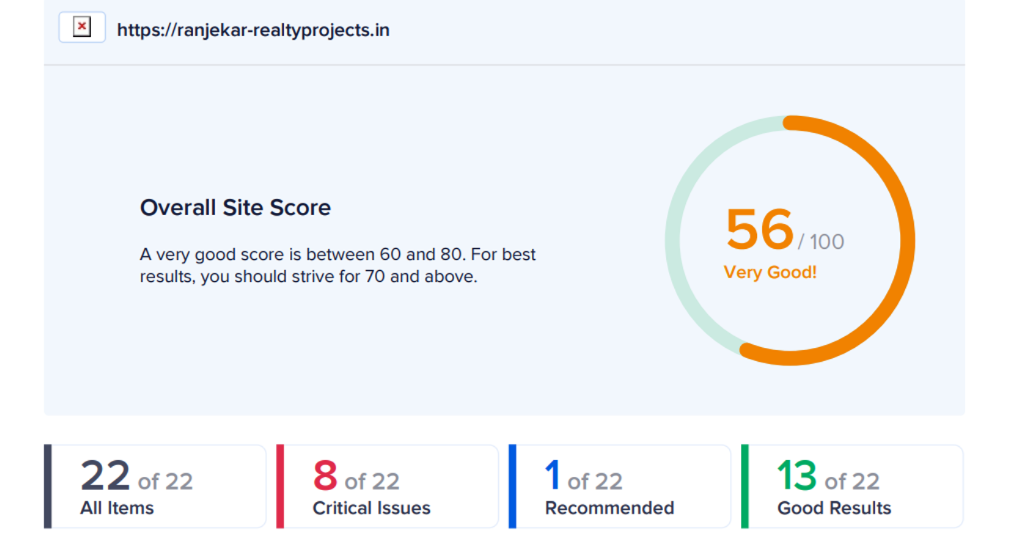 https://ranjekar-realtyprojects.in
Overall Site Score
A very good score is between 60 and 80. For best
results, you should strive for 70 and above.
56 / 100
Very Good!
22 of 22
All Items
8 of 22
Critical Issues
1 of 22
Recommended
13 of 22
Good Results